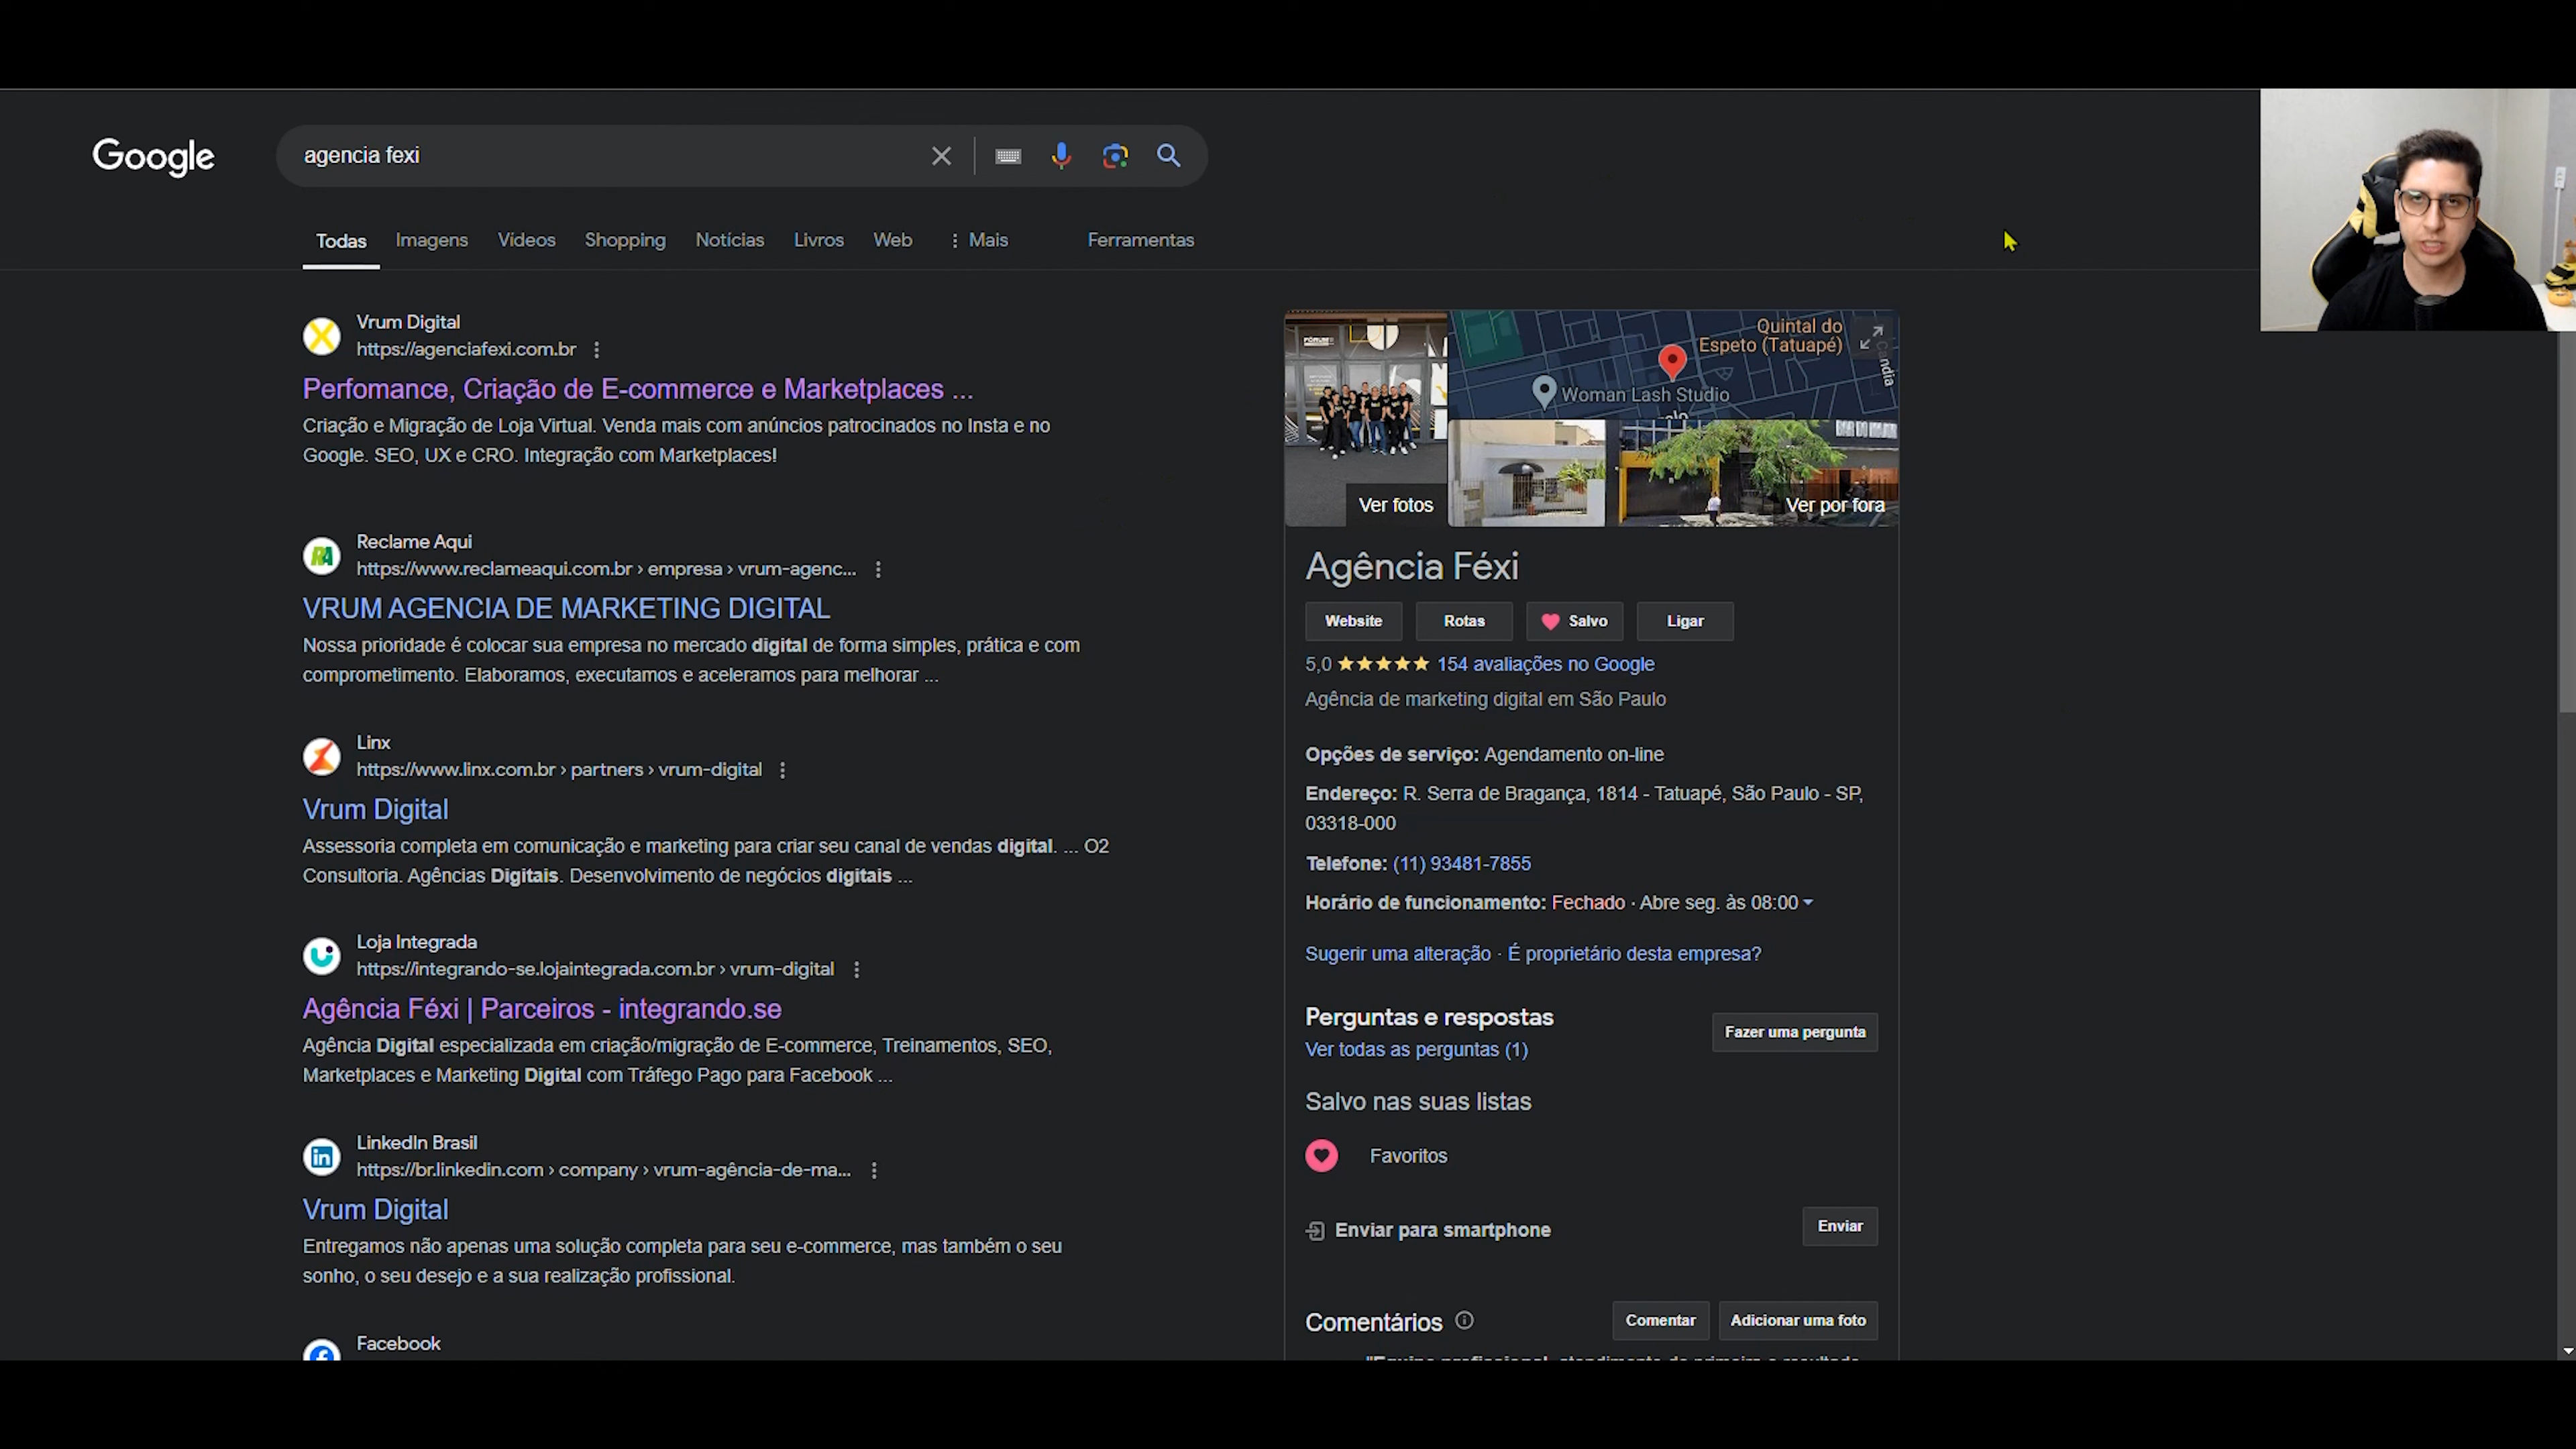 Google
agencia fexi
Todas
Imagens
Vídeos
Shopping
Notícias
Livros
Web
Mais
Ferramentas
Vrum Digital
https://agenciafexi.com.br
Perfomance, Criação de E-commerce e Marketplaces ...
Criação e Migração de Loja Virtual. Venda mais com anúncios patrocinados no Insta e no
Google. SEO, UX e CRO. Integração com Marketplaces!
RA
Reclame Aqui
https://www.reclameaqui.com.br › empresa › vrum-agenc...
VRUM AGENCIA DE MARKETING DIGITAL
Nossa prioridade é colocar sua empresa no mercado digital de forma simples, prática e com
comprometimento. Elaboramos, executamos e aceleramos para melhorar ...
Linx
https://www.linx.com.br › partners › vrum-digital
Vrum Digital
Assessoria completa em comunicação e marketing para criar seu canal de vendas digital. ... O2
Consultoria. Agências Digitais. Desenvolvimento de negócios digitais ...
Loja Integrada
https://integrando-se.lojaintegrada.com.br › vrum-digital
Agência Féxi | Parceiros - integrando.se
Agência Digital especializada em criação/migração de E-commerce, Treinamentos, SEO,
Marketplaces e Marketing Digital com Tráfego Pago para Facebook ...
in
LinkedIn Brasil
https://br.linkedin.com › company › vrum-agência-de-ma...
Vrum Digital
Entregamos não apenas uma solução completa para seu e-commerce, mas também o seu
sonho, o seu desejo e a sua realização profissional.
Facebook
Quintal do
Espeto (Tatuapé)
Woman Lash Studio
Ver fotos
Ver por fora
Agência Féxi
Website
Rotas
Salvo
Ligar
5,0 ★★★★★ 154 avaliações no Google
Agência de marketing digital em São Paulo
Opções de serviço: Agendamento on-line
Endereço: R. Serra de Bragança, 1814 - Tatuapé, São Paulo - SP,
03318-000
Telefone: (11) 93481-7855
Horário de funcionamento: Fechado · Abre seg. às 08:00
Sugerir uma alteração · É proprietário desta empresa?
Perguntas e respostas
Fazer uma pergunta
Ver todas as perguntas (1)
Salvo nas suas listas
Favoritos
Enviar para smartphone
Enviar
Comentários
Comentar
Adicionar uma foto